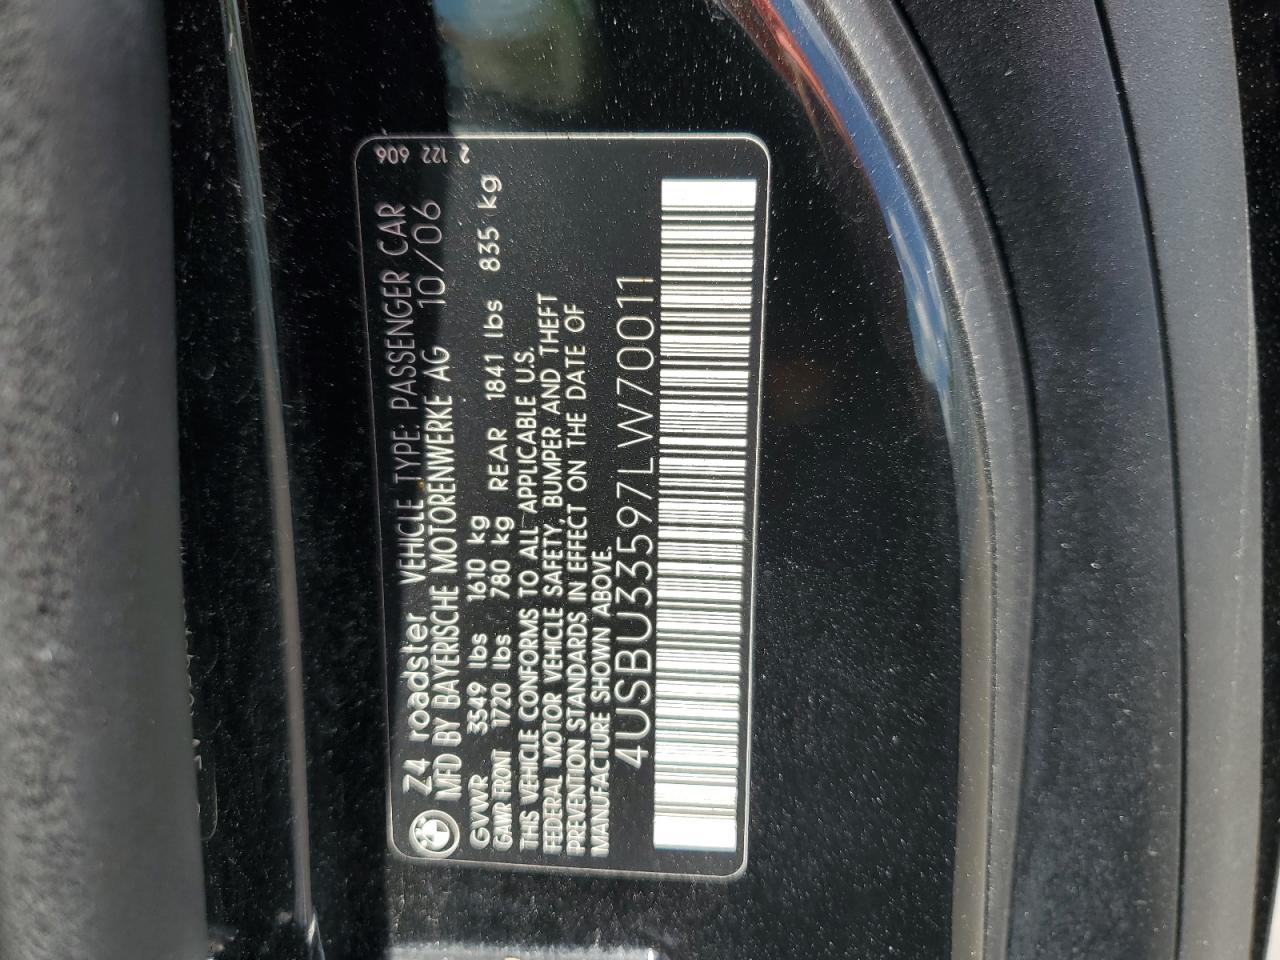 Z4 roadster VEHICLE TYPE: PASSENGER CAR
MFD BY BAYERISCHE MOTORENWERKE AG 10/06
GVWR 3549 lbs 1610 kg
GAWR FRONT 1720 lbs 780 kg REAR 1841 lbs 835 kg
THIS VEHICLE CONFORMS TO ALL APPLICABLE U.S.
FEDERAL MOTOR VEHICLE SAFETY, BUMPER AND THEFT
PREVENTION STANDARDS IN EFFECT ON THE DATE OF
MANUFACTURE SHOWN ABOVE.
4USBU33597LW70011
2 122 606